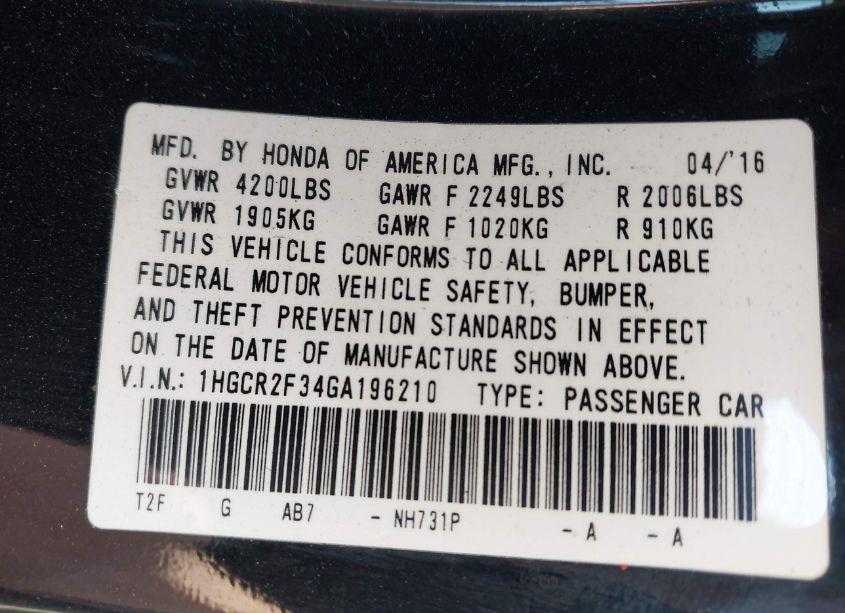 MFD. BY HONDA OF AMERICA MFG., INC. 04/'16
GVWR 4200LBS GAWR F 2249LBS R 2006LBS
GVWR 1905KG GAWR F 1020KG R 910KG
THIS VEHICLE CONFORMS TO ALL APPLICABLE
FEDERAL MOTOR VEHICLE SAFETY, BUMPER,
AND THEFT PREVENTION STANDARDS IN EFFECT
ON THE DATE OF MANUFACTURE SHOWN ABOVE.
V.I.N.: 1HGCR2F34GA196210 TYPE: PASSENGER CAR
T2F G AB7 - NH731P - A - A